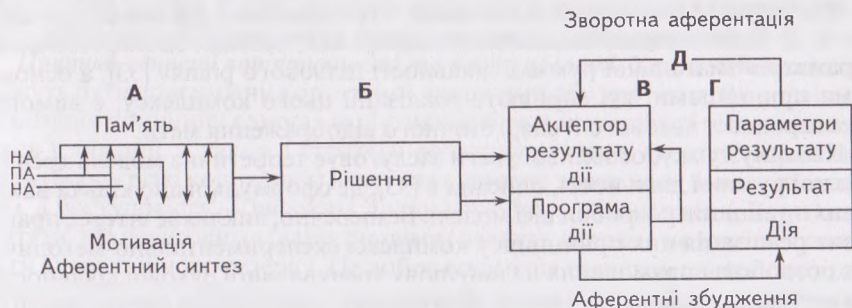 Зворотна аферентація
Д
А
Б
В
Пам’ять
Акцептор
результату
дії
Параметри
результату
НА
ПА
НА
Рішення
Програма
дії
Результат
Мотивація
Аферентний синтез
Дія
Аферентні збудження